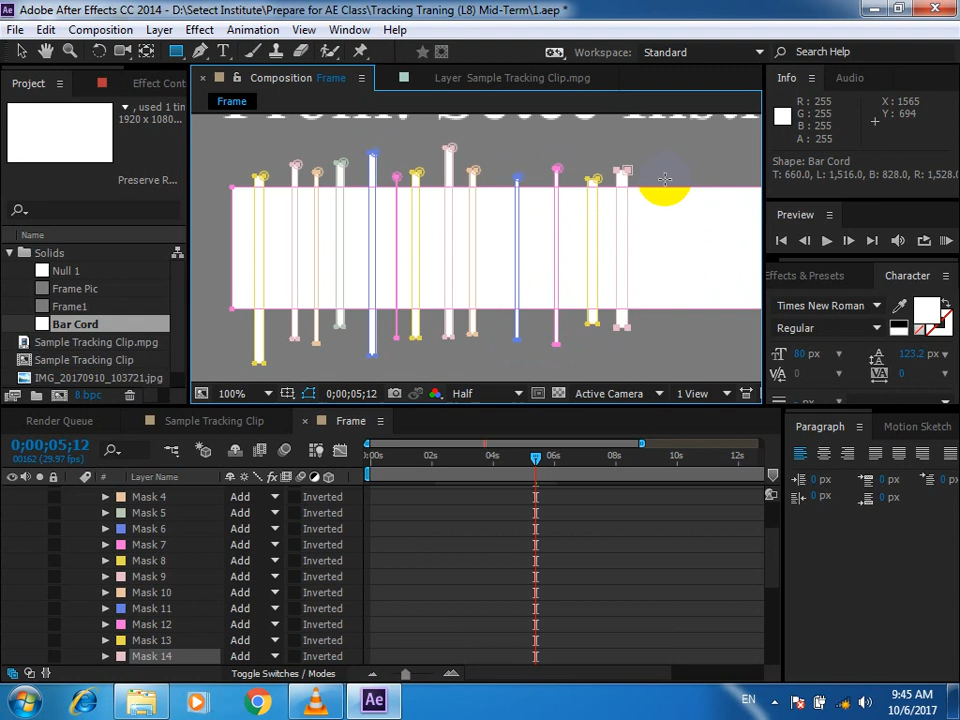 Adobe After Effects CC 2014 - D:\Setect Institute\Prepare for AE Class\Tracking Traning (L8) Mid-Term\1.aep *
File Edit Composition Layer Effect Animation View Window Help
Workspace: Standard Search Help
Project Effect Cont
Composition Frame Layer Sample Tracking Clip.mpg
Info Audio
, used 1 tin
1920 x 1080...
Frame
R : 255 X : 1565
G : 255 Y : 694
B : 255
A : 255
Shape: Bar Cord
T: 660.0, L: 1,516.0, B: 828.0, R: 1,528.
Preserve R...
Preview
Name
Solids
Null 1
Frame Pic
Frame1
Bar Cord
Sample Tracking Clip.mpg
Sample Tracking Clip
IMG_20170910_103721.jpg
8 bpc
Effects & Presets Character
Times New Roman
Regular
80 px 123.2 px
0 0
100% 0;00;05;12 Half Active Camera 1 View
Render Queue Sample Tracking Clip Frame
Paragraph Motion Sketch
0;00;05;12
00162 (29.97 fps)
:00s 02s 04s 06s 08s 10s 12s
Layer Name
0 px 0 px 0 px
0 px 0 px
Mask 4 Add Inverted
Mask 5 Add Inverted
Mask 6 Add Inverted
Mask 7 Add Inverted
Mask 8 Add Inverted
Mask 9 Add Inverted
Mask 10 Add Inverted
Mask 11 Add Inverted
Mask 12 Add Inverted
Mask 13 Add Inverted
Mask 14 Add Inverted
Toggle Switches / Modes
EN 9:45 AM
10/6/2017